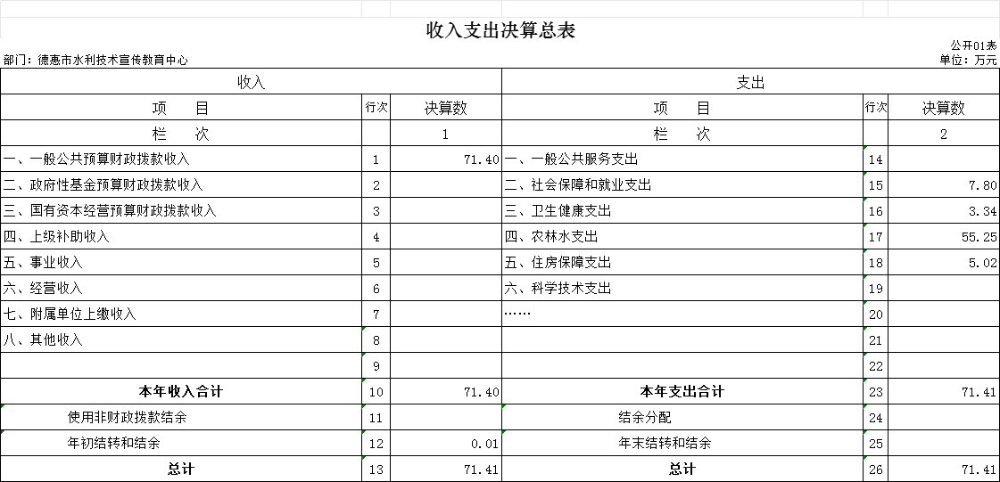 收入支出决算总表
公开01表
部门：德惠市水利技术宣传教育中心 单位：万元
收入 支出
项 目 行次 决算数 项 目 行次 决算数
栏 次 1 栏 次 2
一、一般公共预算财政拨款收入 1 71.40 一、一般公共服务支出 14
二、政府性基金预算财政拨款收入 2 二、社会保障和就业支出 15 7.80
三、国有资本经营预算财政拨款收入 3 三、卫生健康支出 16 3.34
四、上级补助收入 4 四、农林水支出 17 55.25
五、事业收入 5 五、住房保障支出 18 5.02
六、经营收入 6 六、科学技术支出 19
七、附属单位上缴收入 7 …… 20
八、其他收入 8 21
9 22
本年收入合计 10 71.40 本年支出合计 23 71.41
使用非财政拨款结余 11 结余分配 24
年初结转和结余 12 0.01 年末结转和结余 25
总计 13 71.41 总计 26 71.41